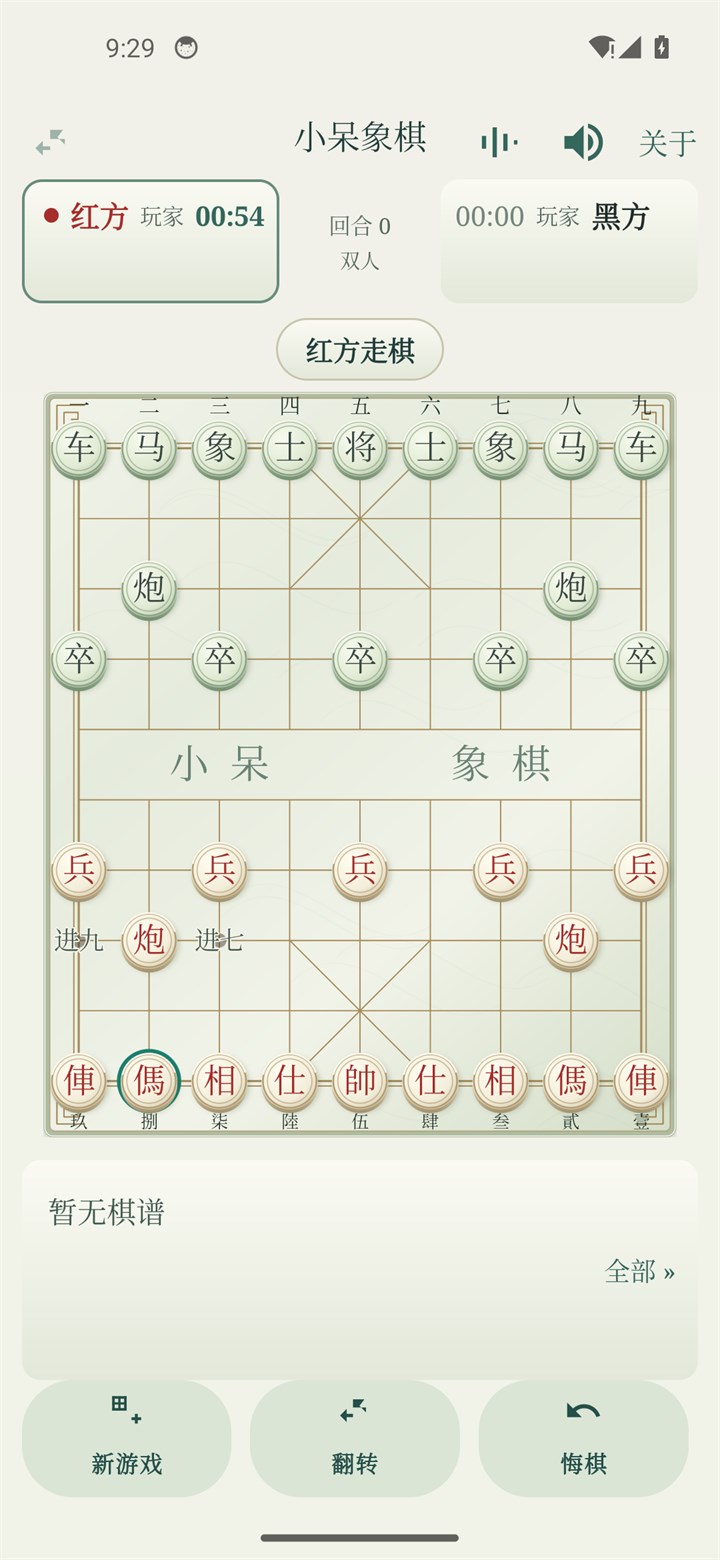 9:29
小呆象棋 关于
红方 玩家 00:54
回合 0
双人
00:00 玩家 黑方
红方走棋
一 二 三 四 五 六 七 八 九
车 马 象 士 将 士 象 马 车
炮 炮
卒 卒 卒 卒 卒
小呆 象棋
兵 兵 兵 兵 兵
进九 炮 进七 炮
俥 傌 相 仕 帥 仕 相 傌 俥
玖 捌 柒 陸 伍 肆 叁 貳 壹
暂无棋谱
全部 »
新游戏 翻转 悔棋